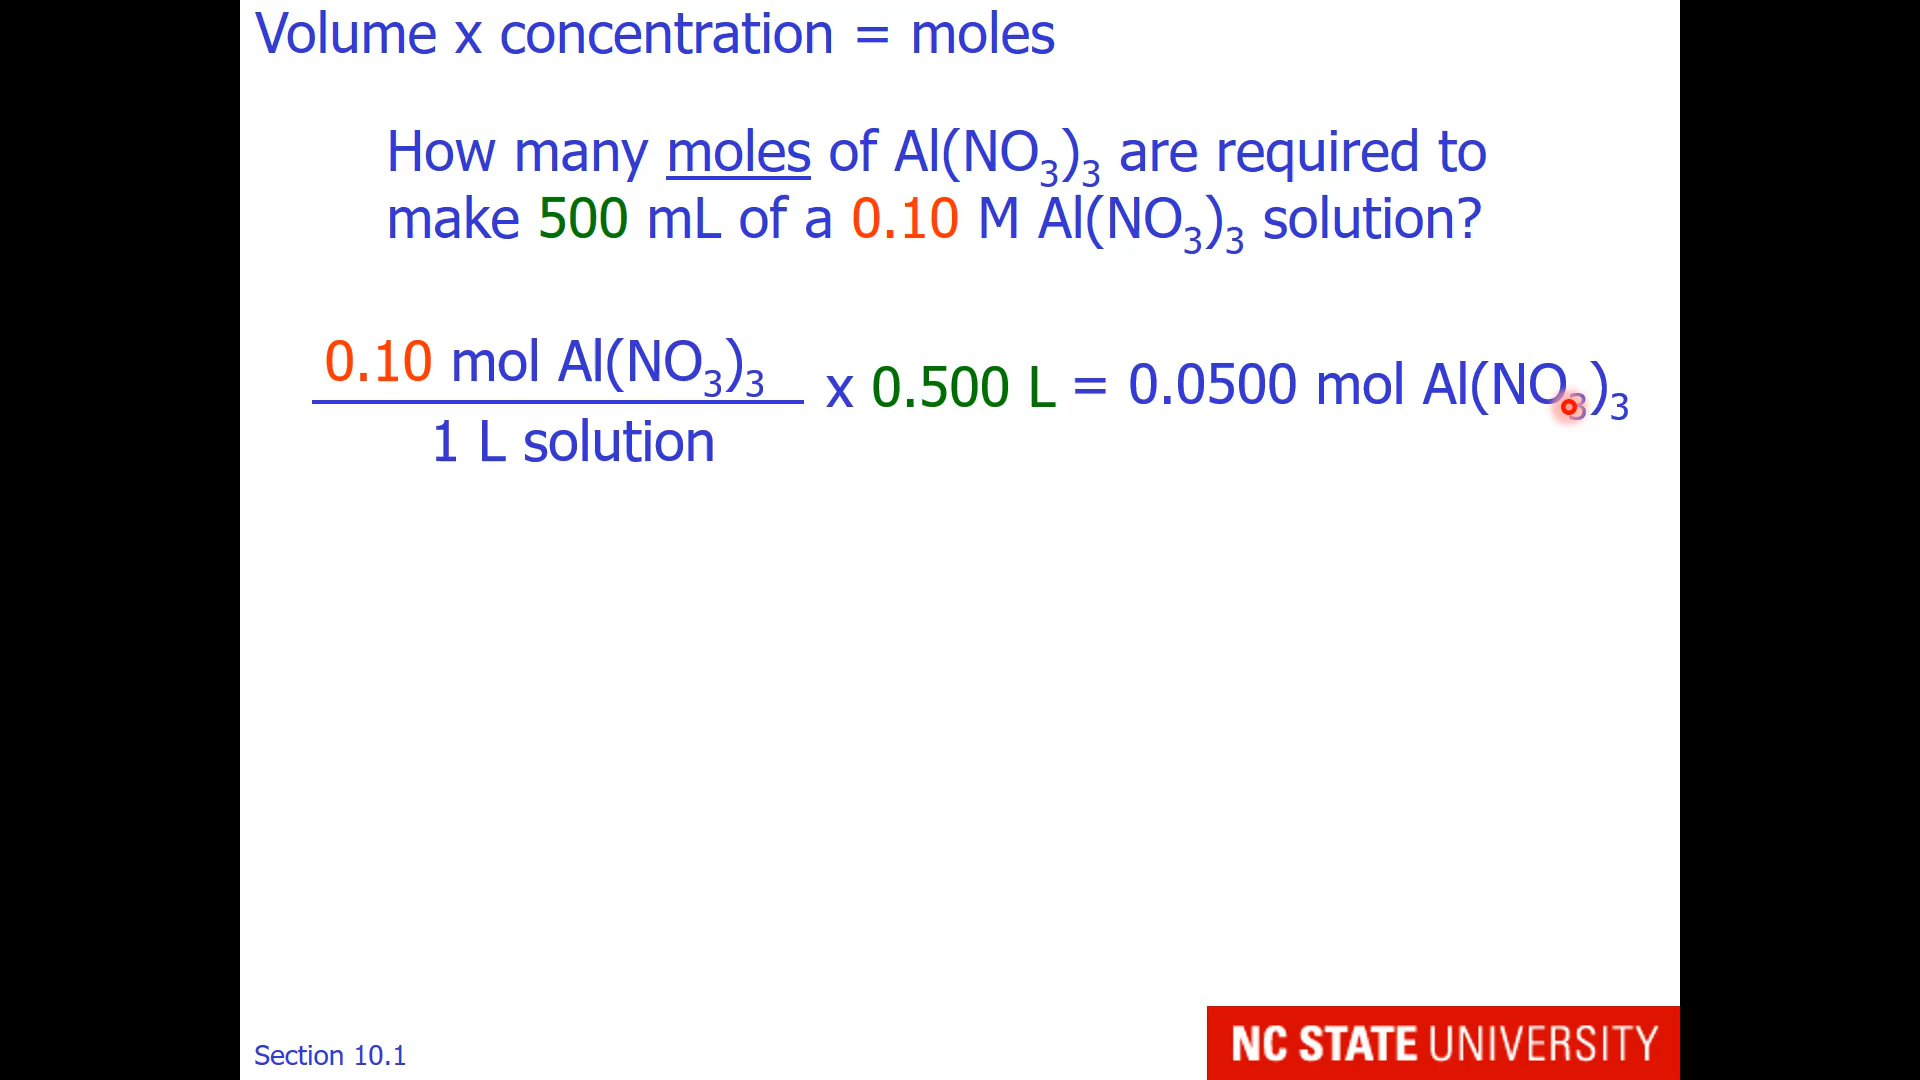 Volume x concentration = moles
How many moles of Al(NO₃)₃ are required to
make 500 mL of a 0.10 M Al(NO₃)₃ solution?
0.10 mol Al(NO₃)₃
1 L solution
x 0.500 L = 0.0500 mol Al(NO₃)₃
Section 10.1
NC STATE UNIVERSITY